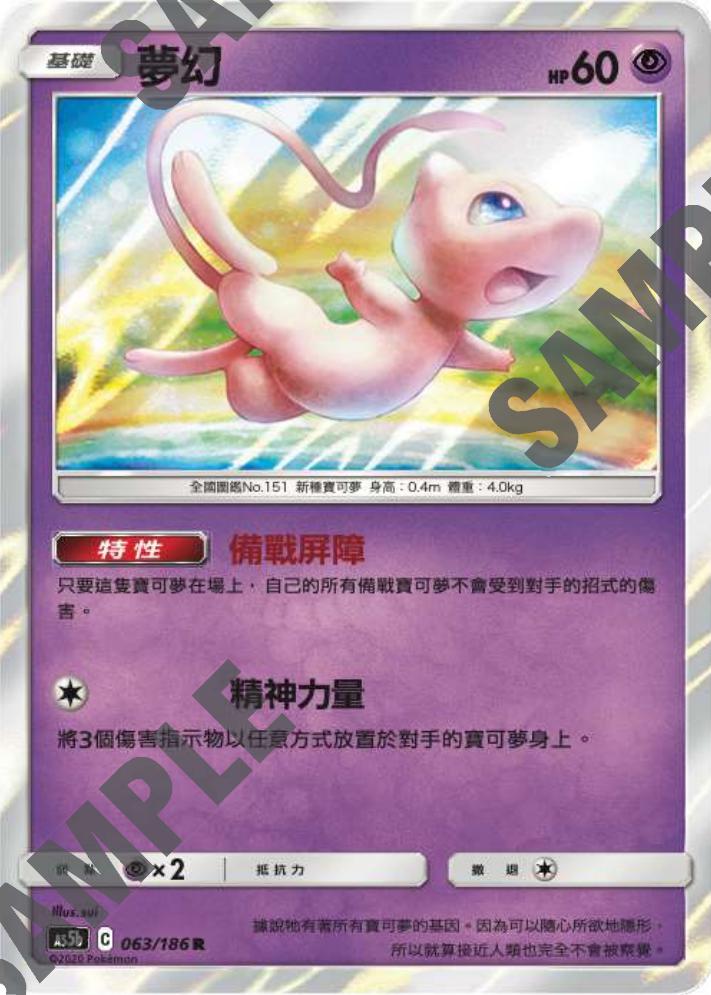 SAMPLE
基礎 夢幻 HP60
SAMPLE
全國圖鑑No.151 新種寶可夢 身高：0.4m 體重：4.0kg
特性 備戰屏障
只要這隻寶可夢在場上，自己的所有備戰寶可夢不會受到對手的招式的傷
害。
精神力量
將3個傷害指示物以任意方式放置於對手的寶可夢身上。
SAMPLE
×2 抵抗力 撤退
Illus.sui
AS5b C 063/186 R
©2020 Pokémon
據說牠有著所有寶可夢的基因。因為可以隨心所欲地隱形，
所以就算接近人類也完全不會被察覺。